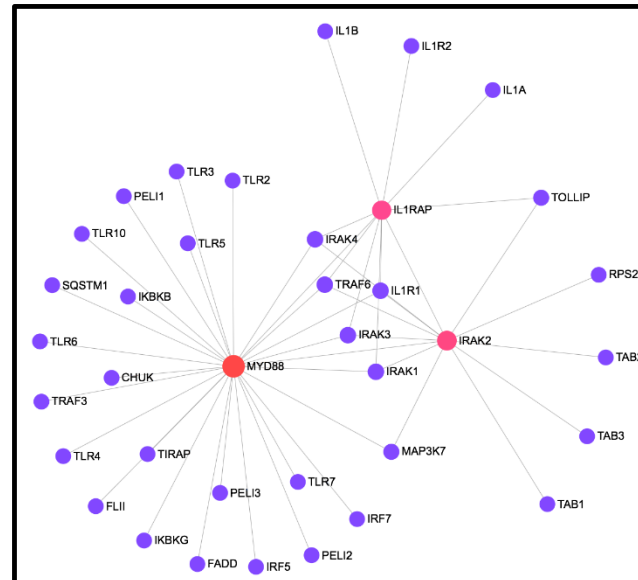 IL1B
IL1R2
IL1A
TLR3
TLR2
PELI1
TOLLIP
IL1RAP
TLR10
IRAK4
TLR5
RPS2
SQSTM1
TRAF6
IL1R1
IKBKB
IRAK3
TLR6
IRAK2
MYD88
IRAK1
CHUK
TRAF3
TAB3
MAP3K7
TLR4
TIRAP
TLR7
PELI3
TAB1
FLII
IRF7
IKBKG
PELI2
FADD
IRF5